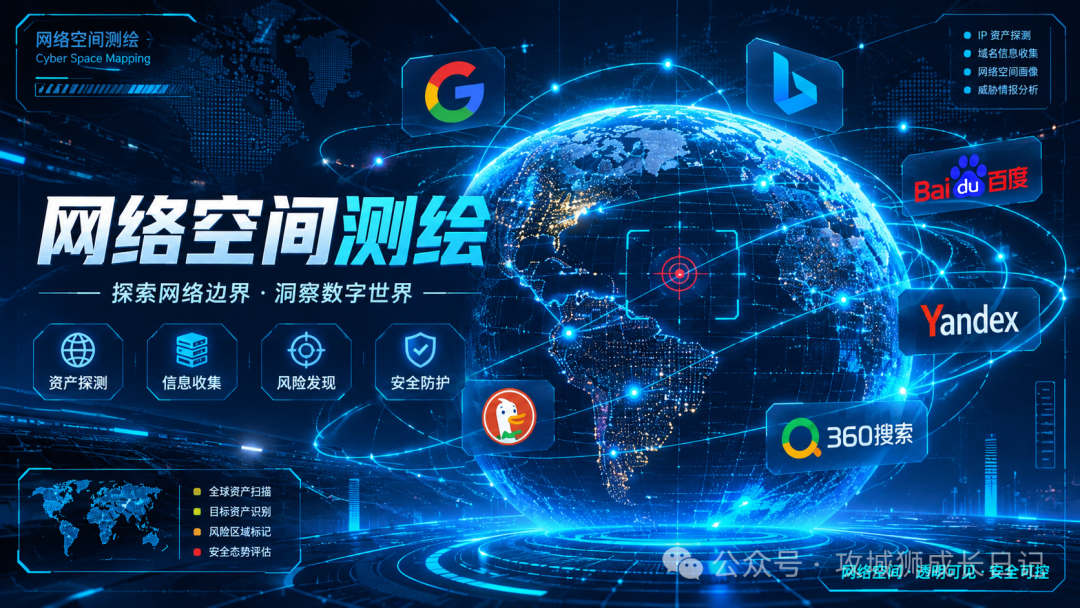 网络空间测绘
Cyber Space Mapping
IP 资产探测
域名信息收集
网络空间画像
威胁情报分析
G
b
Bai du 百度
网络空间测绘
探索网络边界 · 洞察数字世界
Yandex
资产探测
信息收集
风险发现
安全防护
360搜索
全球资产扫描
目标资产识别
风险区域标记
安全态势评估
公众号 · 攻城狮成长日记
网络空间 · 透明可见 · 安全可控